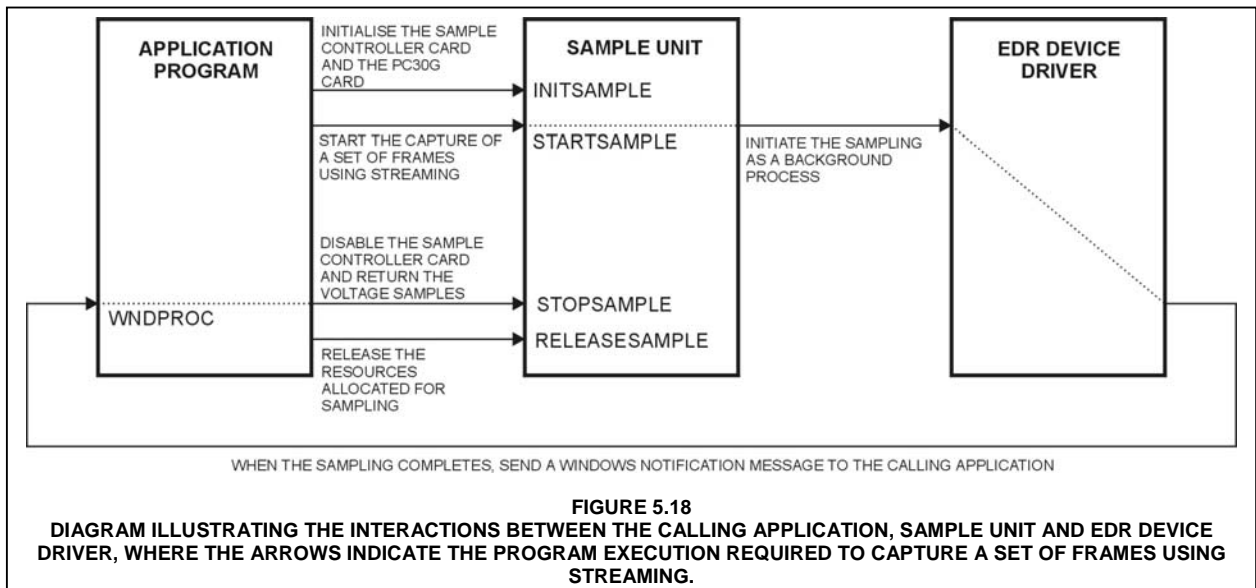 APPLICATION
PROGRAM
INITIALISE THE SAMPLE
CONTROLLER CARD
AND THE PC30G
CARD
SAMPLE UNIT
EDR DEVICE
DRIVER
INITSAMPLE
START THE CAPTURE OF
A SET OF FRAMES
USING STREAMING
STARTSAMPLE
INITIATE THE SAMPLING
AS A BACKGROUND
PROCESS
DISABLE THE SAMPLE
CONTROLLER CARD
AND RETURN THE
VOLTAGE SAMPLES
WNDPROC
STOPSAMPLE
RELEASESAMPLE
RELEASE THE
RESOURCES
ALLOCATED FOR
SAMPLING
WHEN THE SAMPLING COMPLETES, SEND A WINDOWS NOTIFICATION MESSAGE TO THE CALLING APPLICATION
FIGURE 5.18
DIAGRAM ILLUSTRATING THE INTERACTIONS BETWEEN THE CALLING APPLICATION, SAMPLE UNIT AND EDR DEVICE
DRIVER, WHERE THE ARROWS INDICATE THE PROGRAM EXECUTION REQUIRED TO CAPTURE A SET OF FRAMES USING
STREAMING.